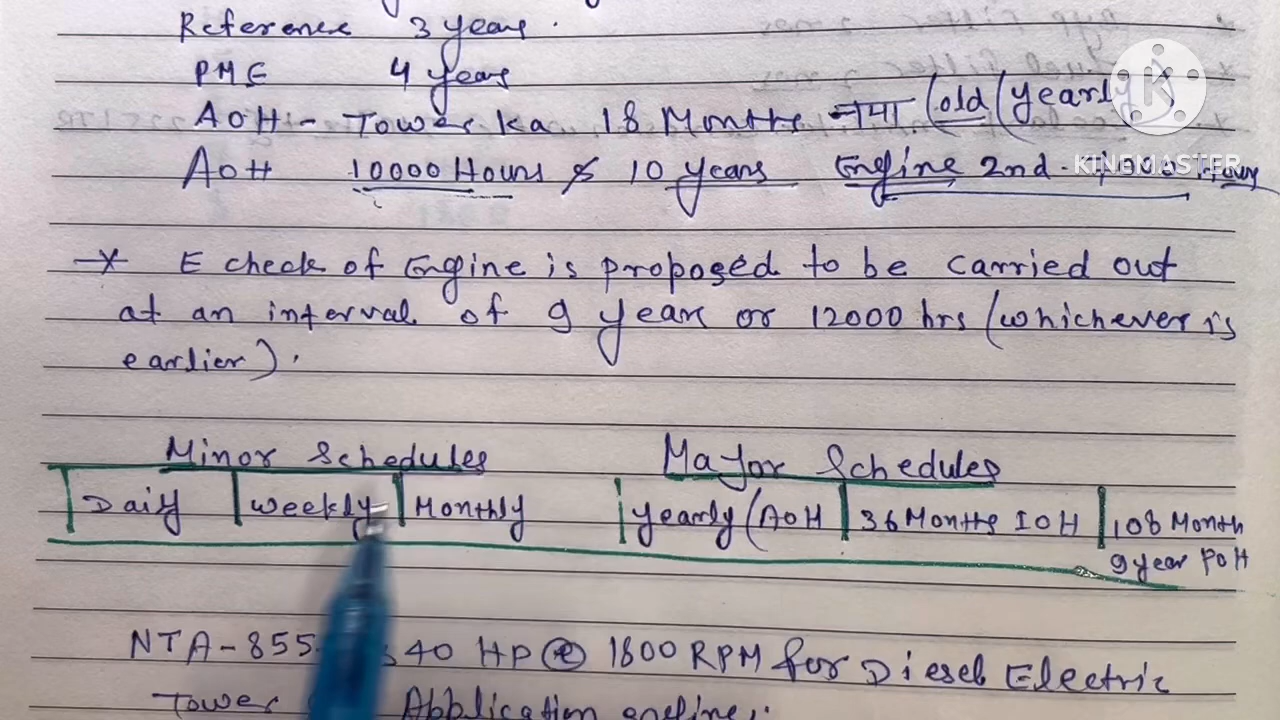 Reference 3 years.
PME 4 years
AOH - Tower ka 18 Months नया (old (yearly
KINEMASTER
AOH 10000 Hours & 10 years Engine 2nd.
E check of Engine is proposed to be carried out
at an interval of 9 year or 12000 hrs (whichever is
earlier).
Minor Schedules Major Schedules
Daily weekly Monthly yearly (AOH 36 Months IOH 108 Month
9 year POH
NTA-855 40 HP @ 1800 RPM for Diesel Electric
Tower Application engine.